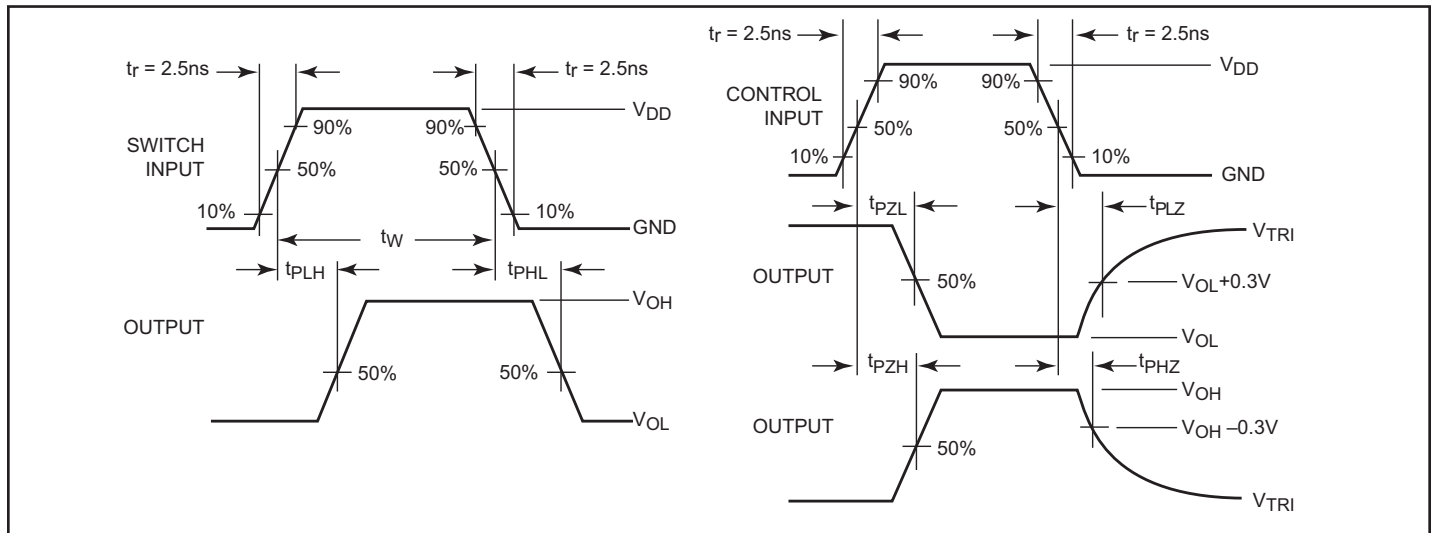 tr = 2.5ns
tr = 2.5ns
VDD
90%
90%
SWITCH
INPUT
50%
50%
10%
10%
GND
tW
tPLH
tPHL
VOH
OUTPUT
50%
50%
VOL
tr = 2.5ns
tr = 2.5ns
VDD
90%
90%
CONTROL
INPUT
50%
50%
10%
10%
GND
tPZL
tPLZ
VTRI
OUTPUT
50%
VOL+0.3V
VOL
tPZH
tPHZ
VOH
VOH –0.3V
OUTPUT
50%
VTRI